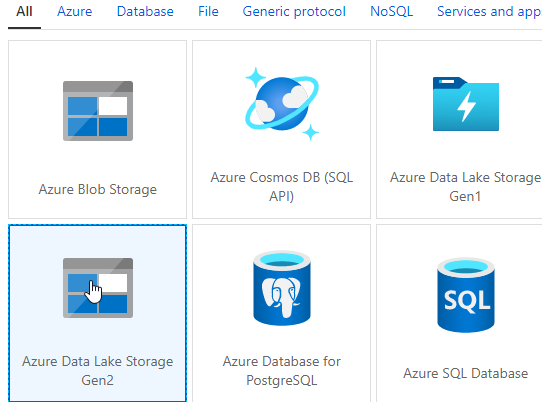 All Azure Database File Generic protocol NoSQL Services and app
Azure Blob Storage
Azure Cosmos DB (SQL
API)
Azure Data Lake Storage
Gen1
Azure Data Lake Storage
Gen2
Azure Database for
PostgreSQL
SQL
Azure SQL Database